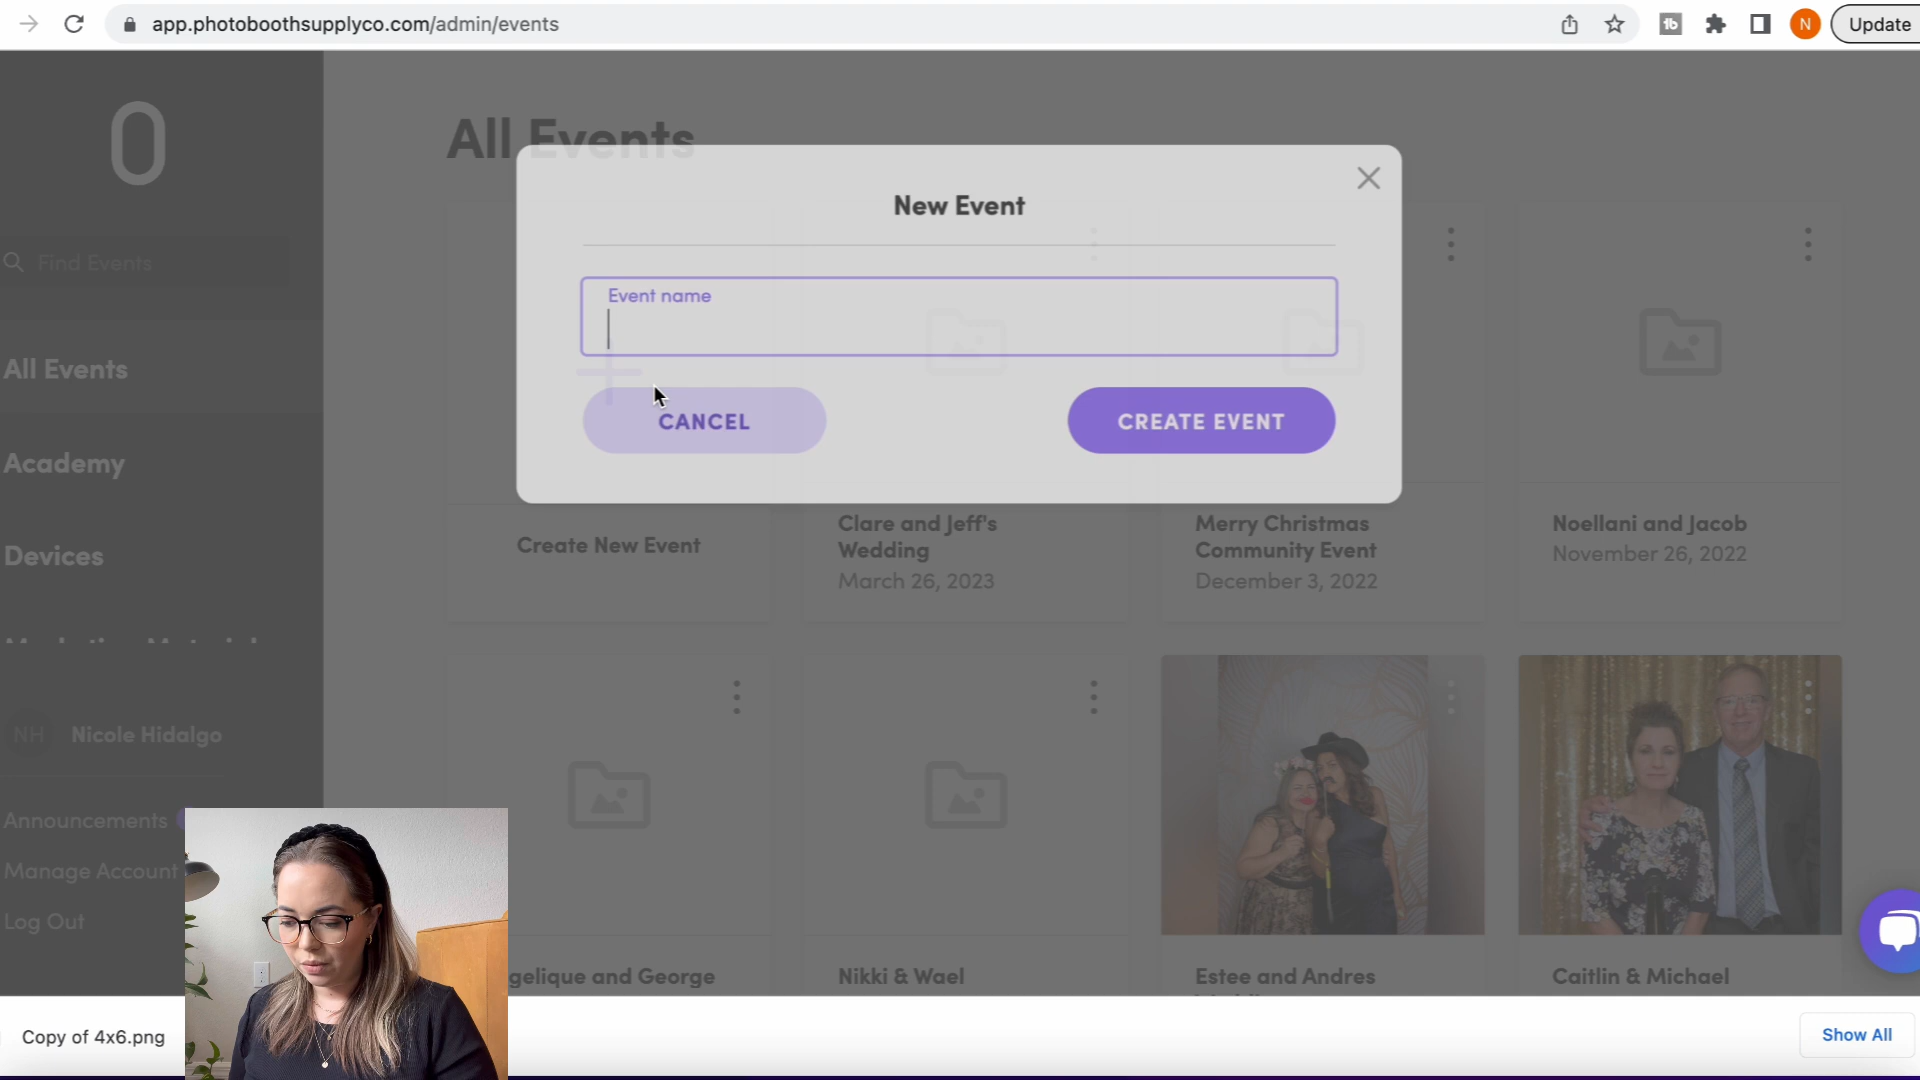 app.photoboothsupplyco.com/admin/events
N
Update
All Events
New Event
Find Events
Event name
All Events
CANCEL
CREATE EVENT
Academy
Create New Event
Clare and Jeff's
Wedding
March 26, 2023
Merry Christmas
Community Event
December 3, 2022
Noellani and Jacob
November 26, 2022
Devices
NH
Nicole Hidalgo
Announcements
Manage Account
Log Out
gelique and George
Nikki & Wael
Estee and Andres
Caitlin & Michael
Copy of 4x6.png
Show All